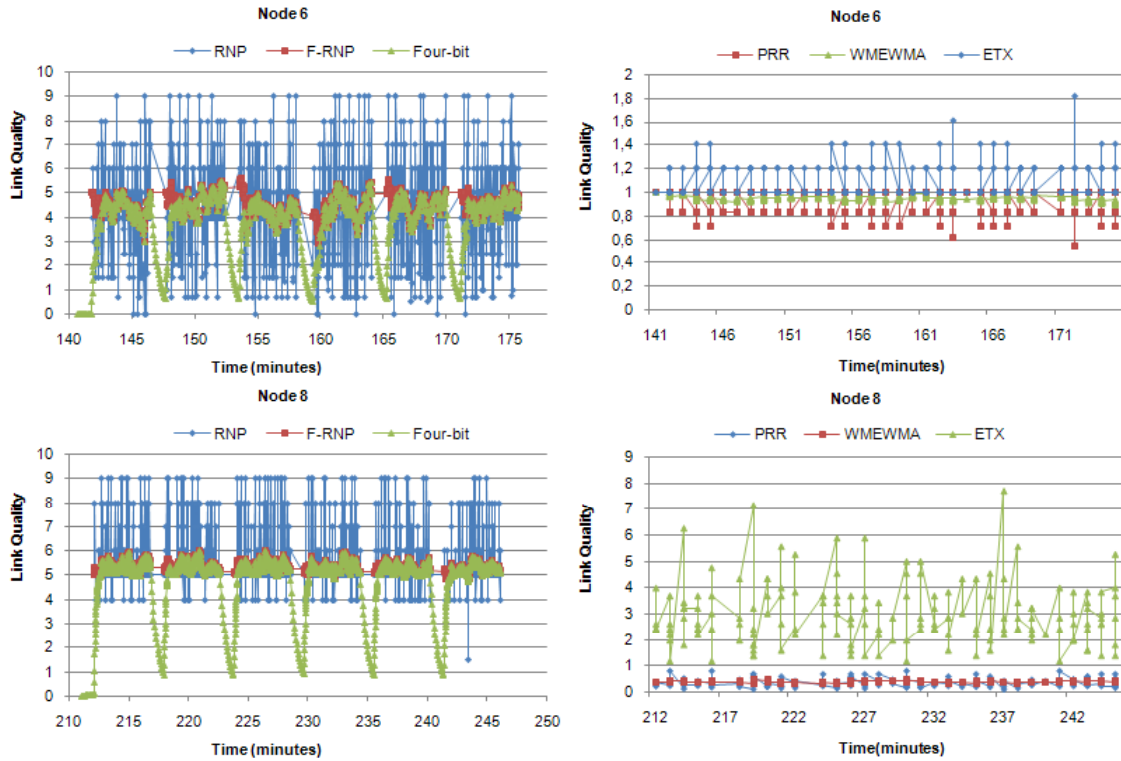 Node 6
RNP F-RNP Four-bit
Link Quality
10
9
8
7
6
5
4
3
2
1
0
140 145 150 155 160 165 170 175 180
Time (minutes)
Node 6
PRR WMEWMA ETX
Link Quality
2
1,8
1,6
1,4
1,2
1
0,8
0,6
0,4
0,2
0
141 146 151 156 161 166 171
Time(minutes)
Node 8
RNP F-RNP Four-bit
Link Quality
10
9
8
7
6
5
4
3
2
1
0
210 215 220 225 230 235 240 245 250
Time (minutes)
Node 8
PRR WMEWMA ETX
Link Quality
9
8
7
6
5
4
3
2
1
0
212 217 222 227 232 237 242
Time(minutes)